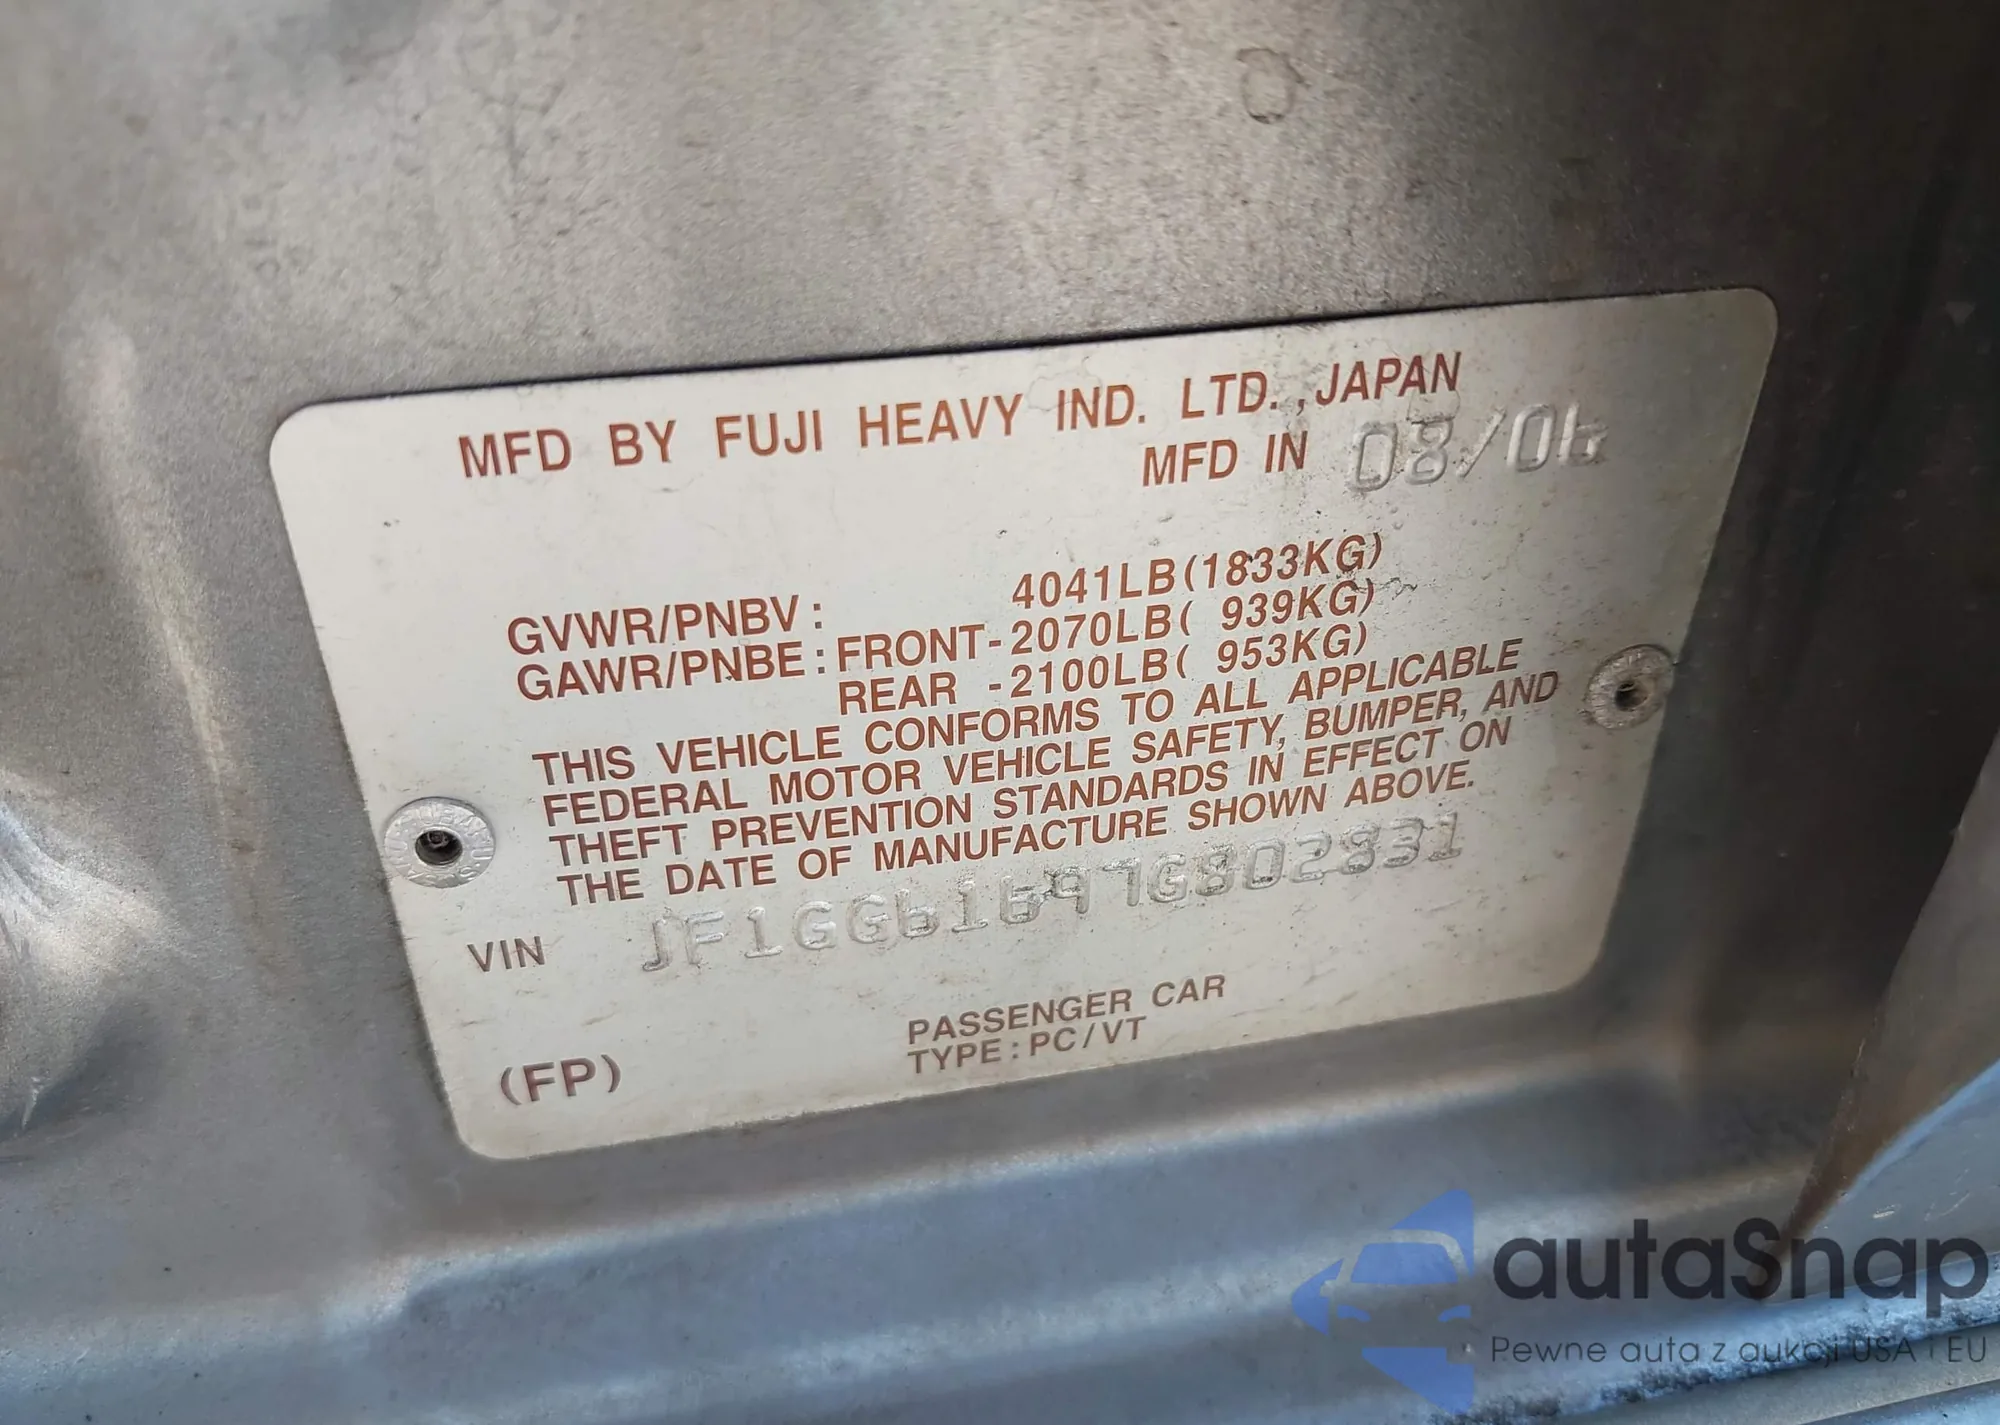 MFD BY FUJI HEAVY IND. LTD.,JAPAN
MFD IN 08/06
GVWR/PNBV: 4041LB(1833KG)
GAWR/PNBE:FRONT-2070LB( 939KG)
REAR -2100LB( 953KG)
THIS VEHICLE CONFORMS TO ALL APPLICABLE
FEDERAL MOTOR VEHICLE SAFETY, BUMPER, AND
THEFT PREVENTION STANDARDS IN EFFECT ON
THE DATE OF MANUFACTURE SHOWN ABOVE.
VIN JF1GG61697G802831
PASSENGER CAR
(FP) TYPE:PC/VT
autaSnap
Pewne auta z aukcji USA i EU